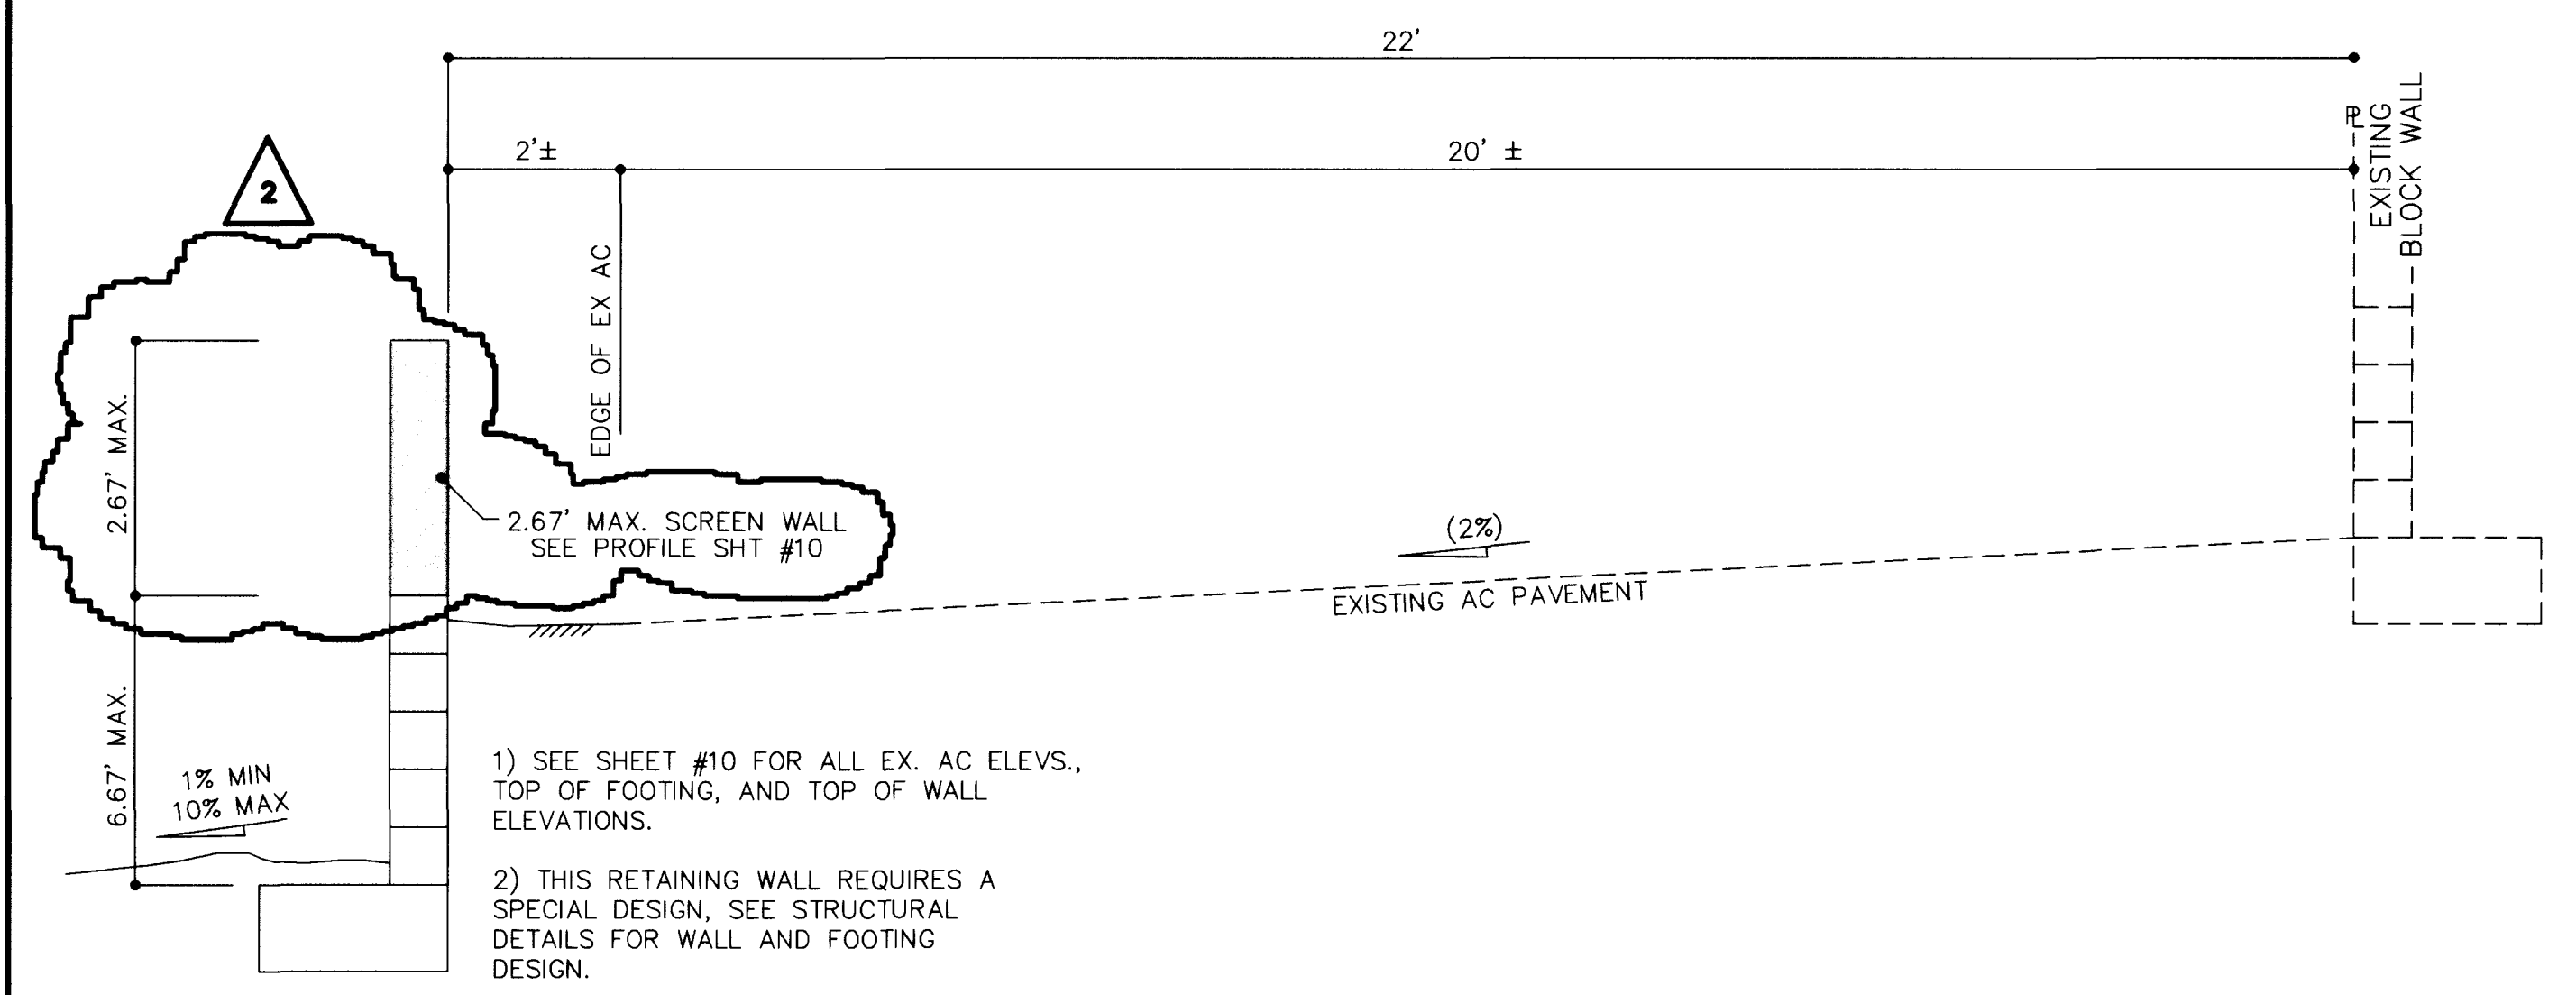 22'
2'±
20' ±
PL
EXISTING
BLOCK WALL
2
EDGE OF EX AC
2.67' MAX.
2.67' MAX. SCREEN WALL
SEE PROFILE SHT #10
(2%)
EXISTING AC PAVEMENT
6.67' MAX.
1% MIN
10% MAX
1) SEE SHEET #10 FOR ALL EX. AC ELEVS.,
TOP OF FOOTING, AND TOP OF WALL
ELEVATIONS.
2) THIS RETAINING WALL REQUIRES A
SPECIAL DESIGN, SEE STRUCTURAL
DETAILS FOR WALL AND FOOTING
DESIGN.